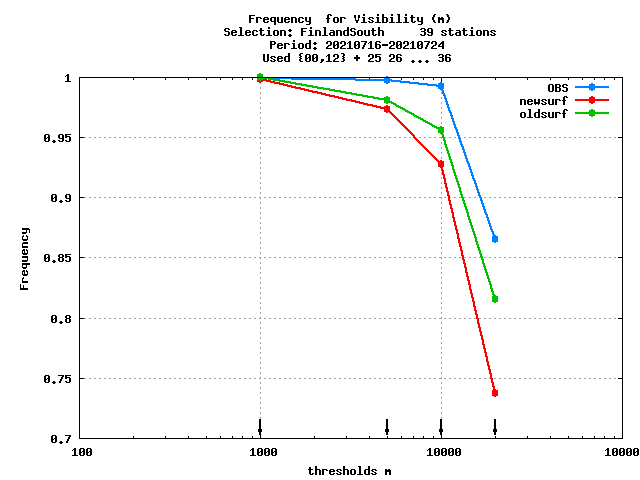 Frequency  for Visibility (m)
Selection: FinlandSouth     39 stations
Period: 20210716-20210724
Used {00,12} + 25 26 ... 36
OBS
newsurf
oldsurf
1
0.95
0.9
0.85
0.8
0.75
0.7
Frequency
100
1000
10000
100000
thresholds m